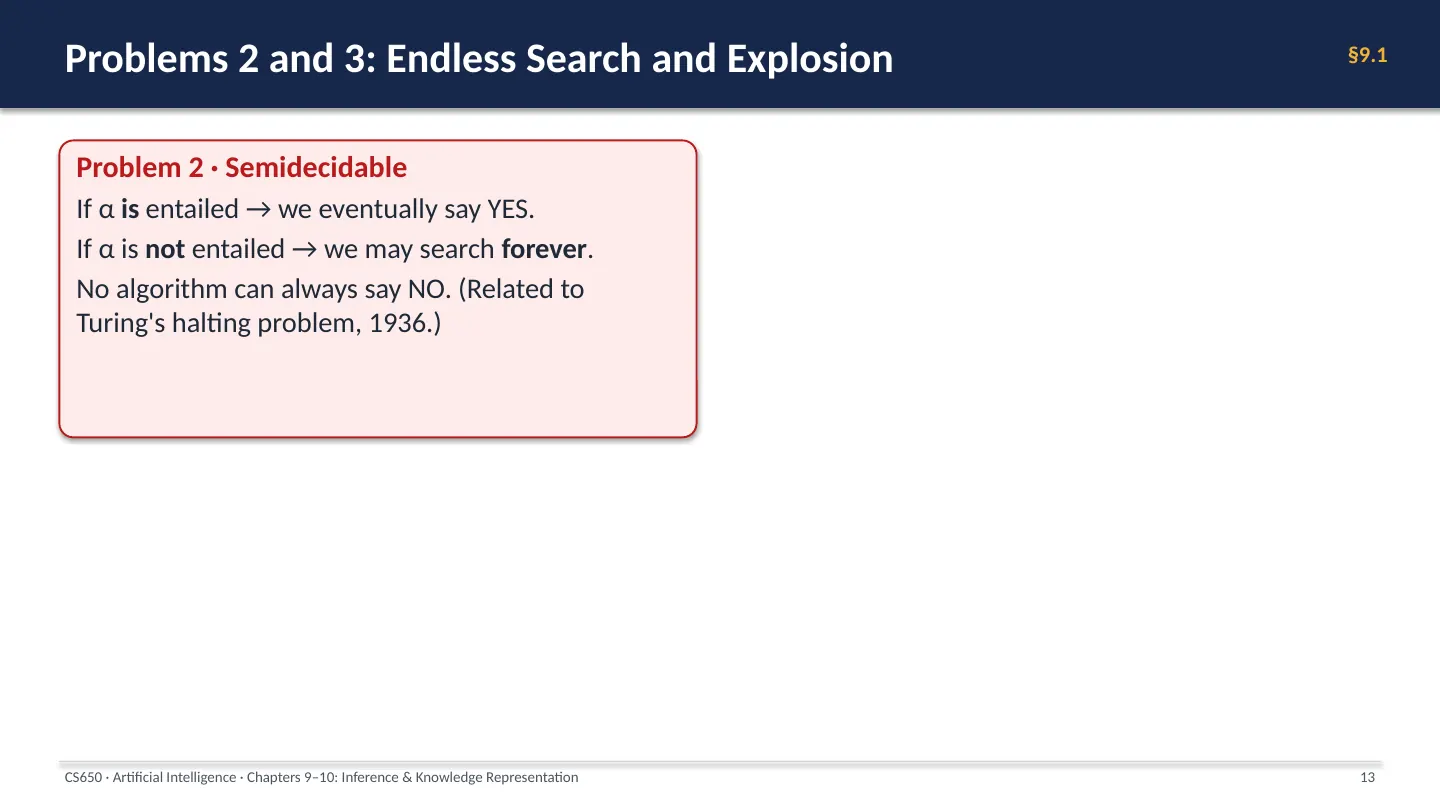 Problems 2 and 3: Endless Search and Explosion
§9.1
Problem 2 · Semidecidable
If α is entailed → we eventually say YES.
If α is not entailed → we may search forever.
No algorithm can always say NO. (Related to
Turing's halting problem, 1936.)
CS650 · Artificial Intelligence · Chapters 9–10: Inference & Knowledge Representation
13